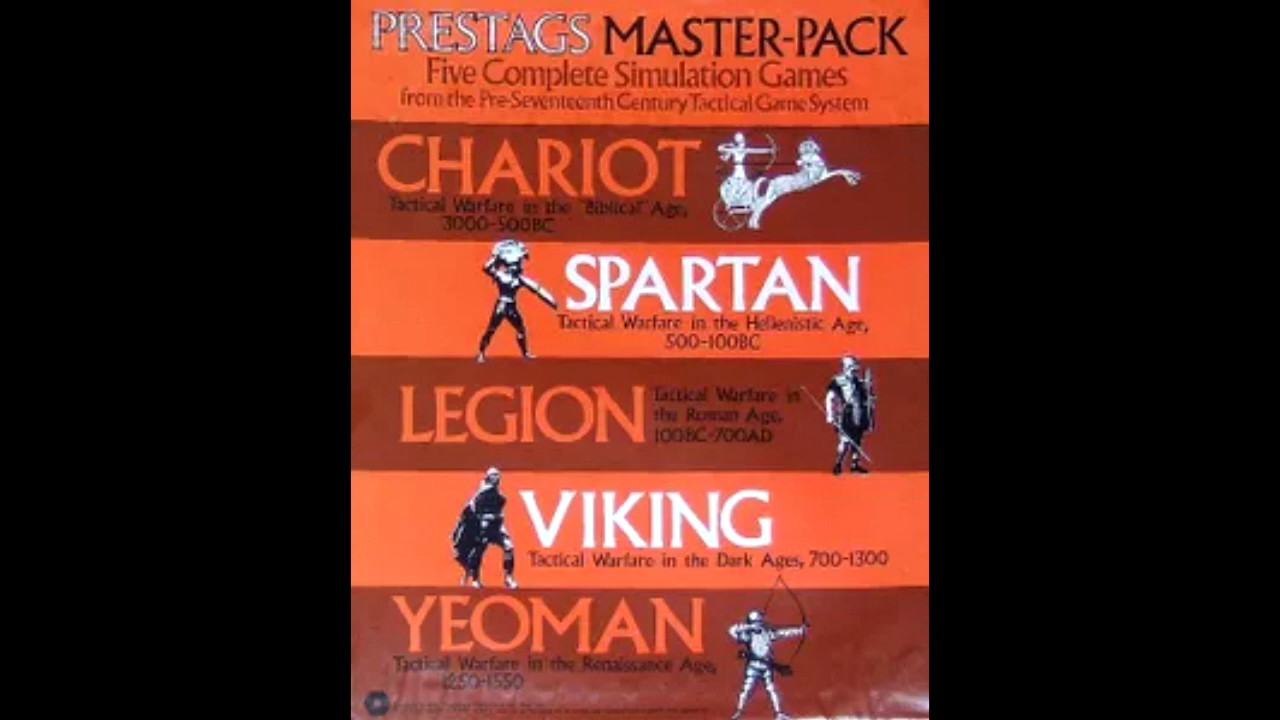 PRESTAGS MASTER-PACK
Five Complete Simulation Games
from the Pre-Seventeenth Century Tactical Game System
CHARIOT
Tactical Warfare in the "Biblical" Age,
3000-500BC
SPARTAN
Tactical Warfare in the Hellenistic Age,
500-100BC
LEGION
Tactical Warfare in
the Roman Age,
100BC-700AD
VIKING
Tactical Warfare in the Dark Ages, 700-1300
YEOMAN
Tactical Warfare in the Renaissance Age,
1250-1550